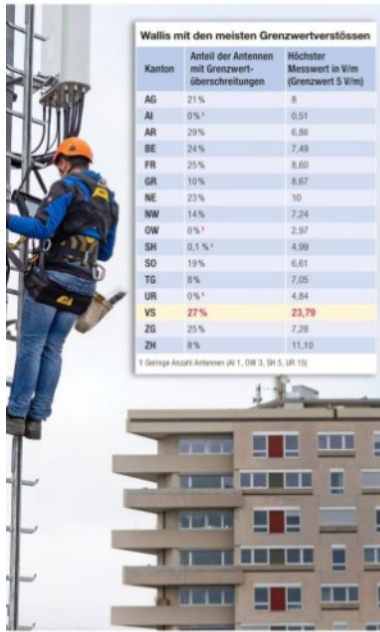 Wallis mit den meisten Grenzwertverstössen
Kanton Anteil der Antennen mit Grenzwert-überschreitungen Höchster Messwert in V/m (Grenzwert 5 V/m)
AG 21% 8
AI 0%¹ 0,51
AR 29% 6,86
BE 24% 7,49
FR 25% 8,60
GR 10% 8,67
NE 23% 10
NW 14% 7,24
OW 0%¹ 2,97
SH 0,1 %¹ 4,99
SO 19% 6,61
TG 8% 7,05
UR 0%¹ 4,84
VS 27% 23,79
ZG 25% 7,28
ZH 8% 11,10
1 Geringe Anzahl Antennen (AI 1, OW 3, SH 5, UR 15)